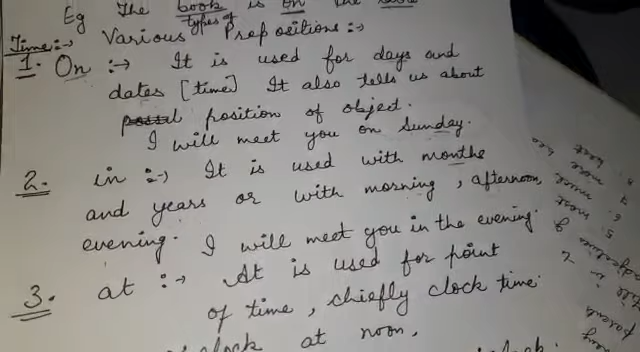 Eg The book is on the table
Various types of Prepositions :→
Time :→
1. On :→ It is used for days and
dates [time] It also tells us about
position of object.
I will meet you on Sunday.
2. in :→ It is used with months
and years or with morning, afternoon,
evening. I will meet you in the evening.
3. at :→ At is used for point
of time, chiefly clock time.
clock at noon,